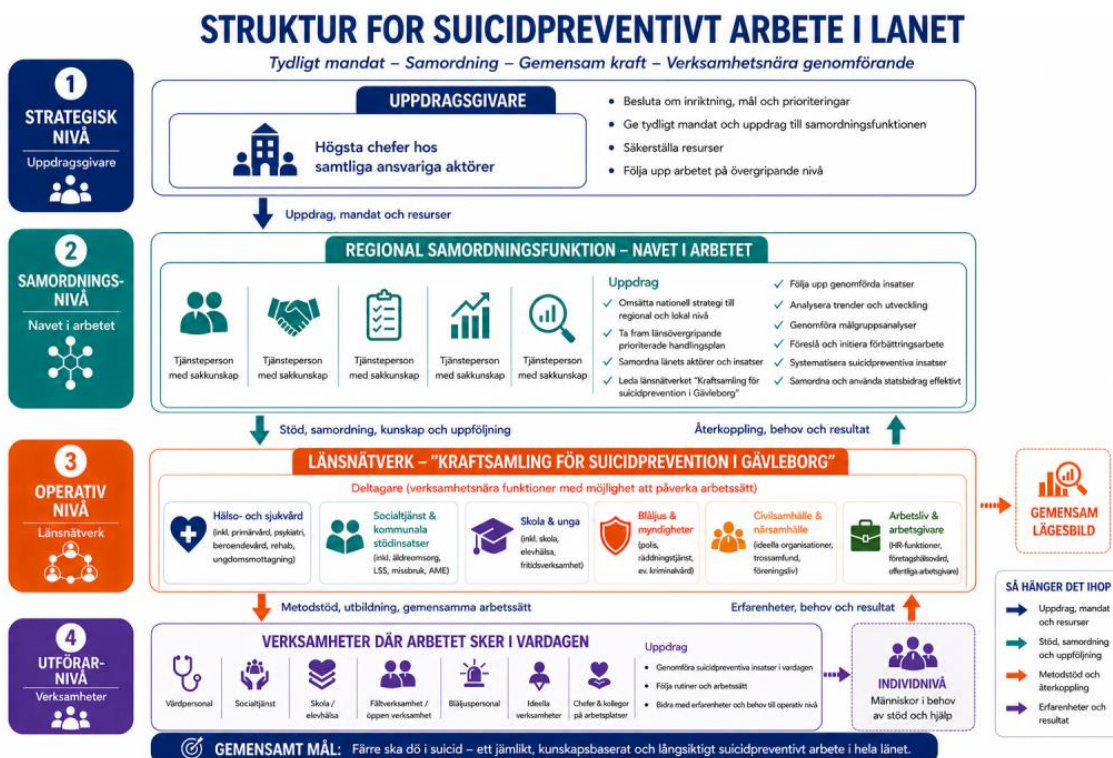 STRUKTUR FOR SUICIDPREVENTIVT ARBETE I LANET
Tydligt mandat – Samordning – Gemensam kraft – Verksamhetsnära genomförande
1
STRATEGISK
NIVÅ
Uppdragsgivare
UPPDRAGSGIVARE
Högsta chefer hos
samtliga ansvariga aktörer
• Besluta om inriktning, mål och prioriteringar
• Ge tydligt mandat och uppdrag till samordningsfunktionen
• Säkerställa resurser
• Följa upp arbetet på övergripande nivå
Uppdrag, mandat och resurser
2
SAMORDNINGS-
NIVÅ
Navet i arbetet
REGIONAL SAMORDNINGSFUNKTION – NAVET I ARBETET
Tjänsteperson
med sakkunskap
Tjänsteperson
med sakkunskap
Tjänsteperson
med sakkunskap
Tjänsteperson
med sakkunskap
Tjänsteperson
med sakkunskap
Uppdrag
✓ Omsätta nationell strategi till
regional och lokal nivå
✓ Ta fram länsövergripande
prioriterade handlingsplan
✓ Samordna länets aktörer och insatser
✓ Leda länsnätverket "Kraftsamling för
suicidprevention i Gävleborg"
✓ Följa upp genomförda insatser
✓ Analysera trender och utveckling
✓ Genomföra målgruppsanalyser
✓ Föreslå och initiera förbättringsarbete
✓ Systematisera suicidpreventiva insatser
✓ Samordna och använda statsbidrag effektivt
Stöd, samordning, kunskap och uppföljning
Återkoppling, behov och resultat
3
OPERATIV
NIVÅ
Länsnätverk
LÄNSNÄTVERK – "KRAFTSAMLING FÖR SUICIDPREVENTION I GÄVLEBORG"
Deltagare (verksamhetsnära funktioner med möjlighet att påverka arbetssätt)
Hälso- och sjukvård
(inkl. primärvård, psykiatri,
beroendevård, rehab,
ungdomsmottagning)
Socialtjänst &
kommunala
stödinsatser
(inkl. äldreomsorg,
LSS, missbruk, AME)
Skola & unga
(inkl. skola,
elevhälsa,
fritidsverksamhet)
Blåljus &
myndigheter
(polis,
räddningstjänst,
ev. kriminalvård)
Civilsamhälle &
närsamhälle
(ideella organisationer,
trossamfund,
föreningsliv)
Arbetsliv &
arbetsgivare
(HR-funktioner,
företagshälsovård,
offentliga arbetsgivare)
GEMENSAM
LÄGESBILD
Metodstöd, utbildning, gemensamma arbetssätt
Erfarenheter, behov och resultat
4
UTFÖRAR-
NIVÅ
Verksamheter
VERKSAMHETER DÄR ARBETET SKER I VARDAGEN
Vårdpersonal
Socialtjänst
Skola /
elevhälsa
Fältverksamhet /
öppen verksamhet
Blåljuspersonal
Ideella
verksamheter
Chefer & kollegor
på arbetsplatser
Uppdrag
• Genomföra suicidpreventiva insatser i vardagen
• Följa rutiner och arbetssätt
• Bidra med erfarenheter och behov till operativ nivå
INDIVIDNIVÅ
Människor i behov
av stöd och hjälp
SÅ HÄNGER DET IHOP
Uppdrag, mandat
och resurser
Stöd, samordning
och uppföljning
Metodstöd och
återkoppling
Erfarenheter och
resultat
GEMENSAMT MÅL: Färre ska dö i suicid – ett jämlikt, kunskapsbaserat och långsiktigt suicidpreventivt arbete i hela länet.